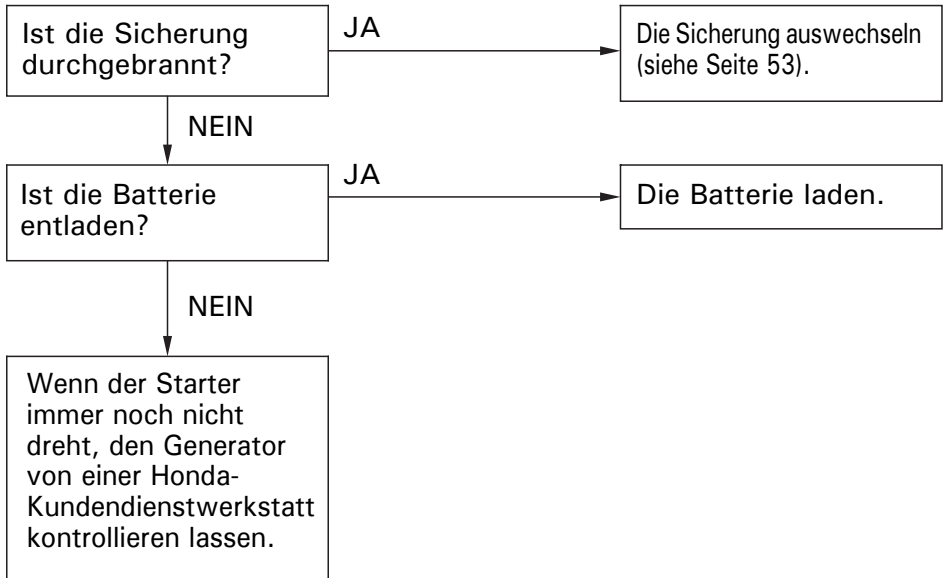 Ist die Sicherung
durchgebrannt?
JA
Die Sicherung auswechseln
(siehe Seite 53).
NEIN
Ist die Batterie
entladen?
JA
Die Batterie laden.
NEIN
Wenn der Starter
immer noch nicht
dreht, den Generator
von einer Honda-
Kundendienstwerkstatt
kontrollieren lassen.